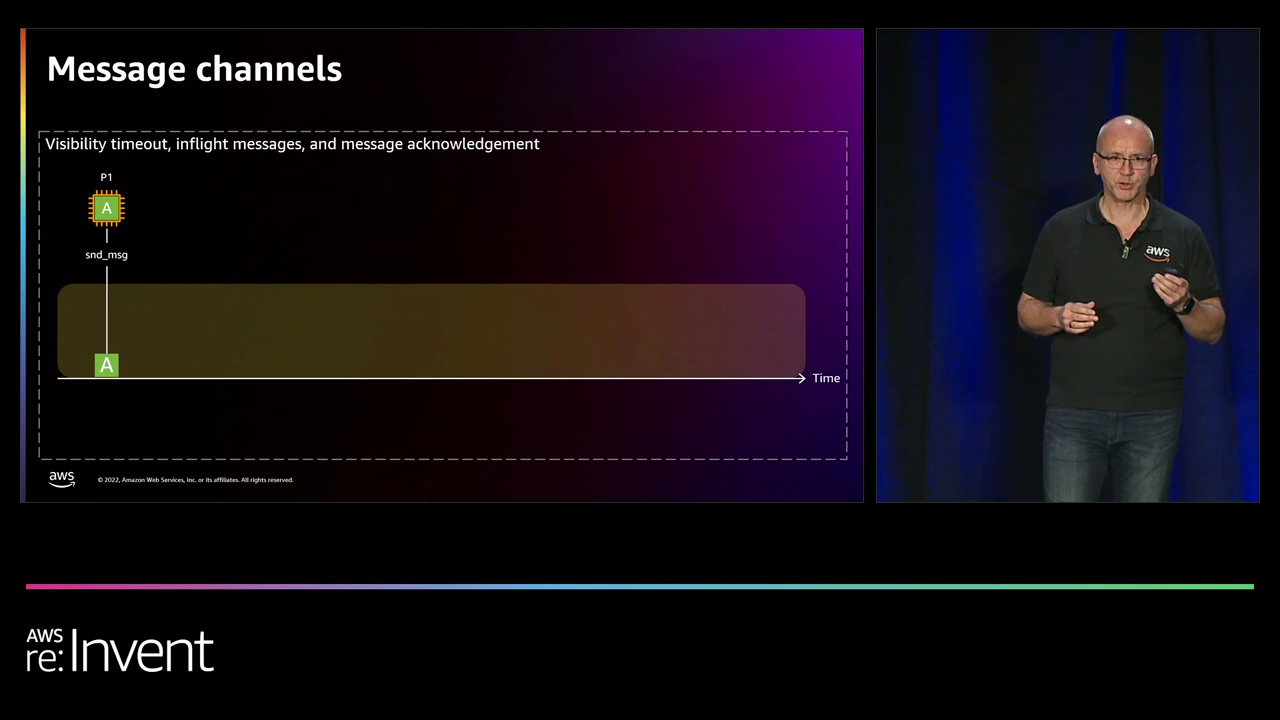 Message channels
Visibility timeout, inflight messages, and message acknowledgement
P1
A
snd_msg
A
Time
aws
© 2022, Amazon Web Services, Inc. or its affiliates. All rights reserved.
aws
AWS
re:Invent